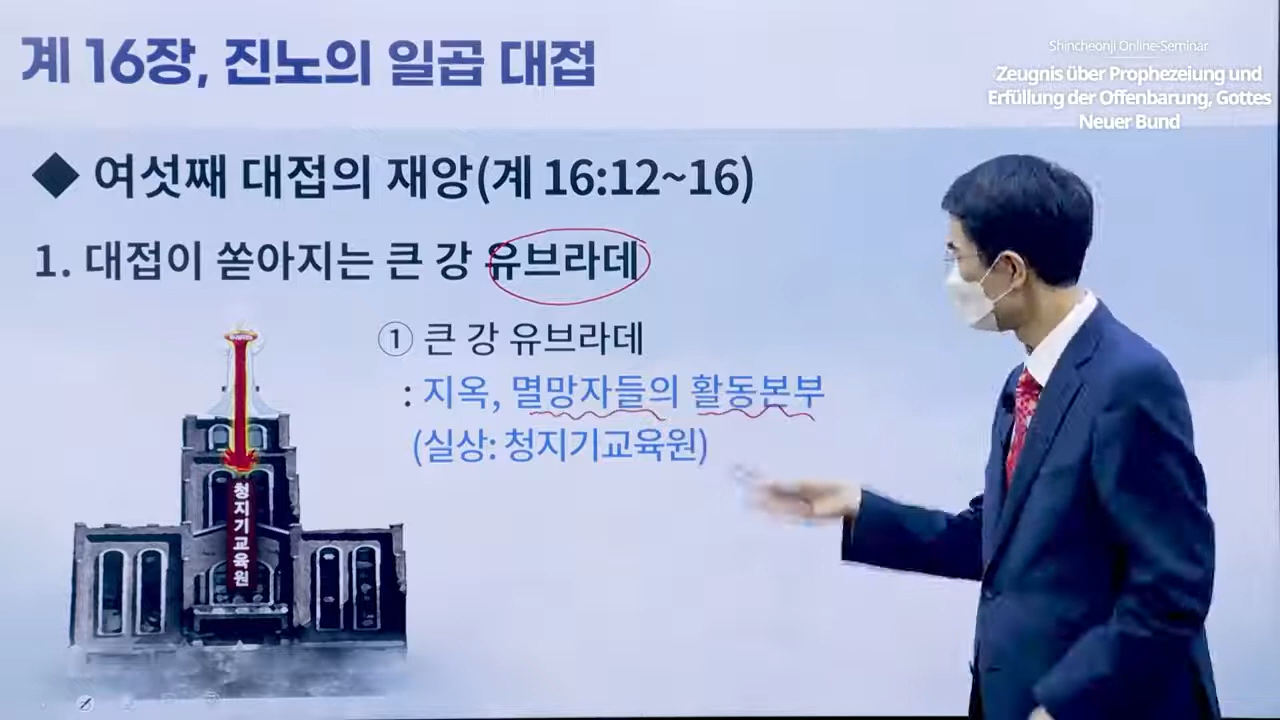 계 16장, 진노의 일곱 대접
Shincheonji Online-Seminar
Zeugnis über Prophezeiung und
Erfüllung der Offenbarung, Gottes
Neuer Bund
◆ 여섯째 대접의 재앙(계 16:12~16)
1. 대접이 쏟아지는 큰 강 유브라데
① 큰 강 유브라데
: 지옥, 멸망자들의 활동본부
(실상: 청지기교육원)
청지기교육원